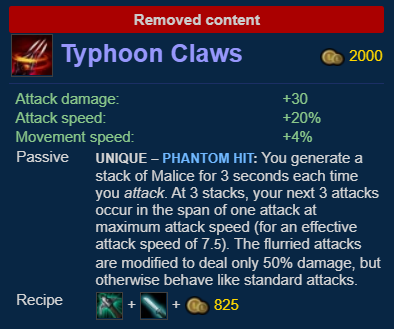 Removed content
Typhoon Claws 2000
Attack damage: +30
Attack speed: +20%
Movement speed: +4%
Passive UNIQUE – PHANTOM HIT: You generate a
stack of Malice for 3 seconds each time
you attack. At 3 stacks, your next 3 attacks
occur in the span of one attack at
maximum attack speed (for an effective
attack speed of 7.5). The flurried attacks
are modified to deal only 50% damage, but
otherwise behave like standard attacks.
Recipe + + 825